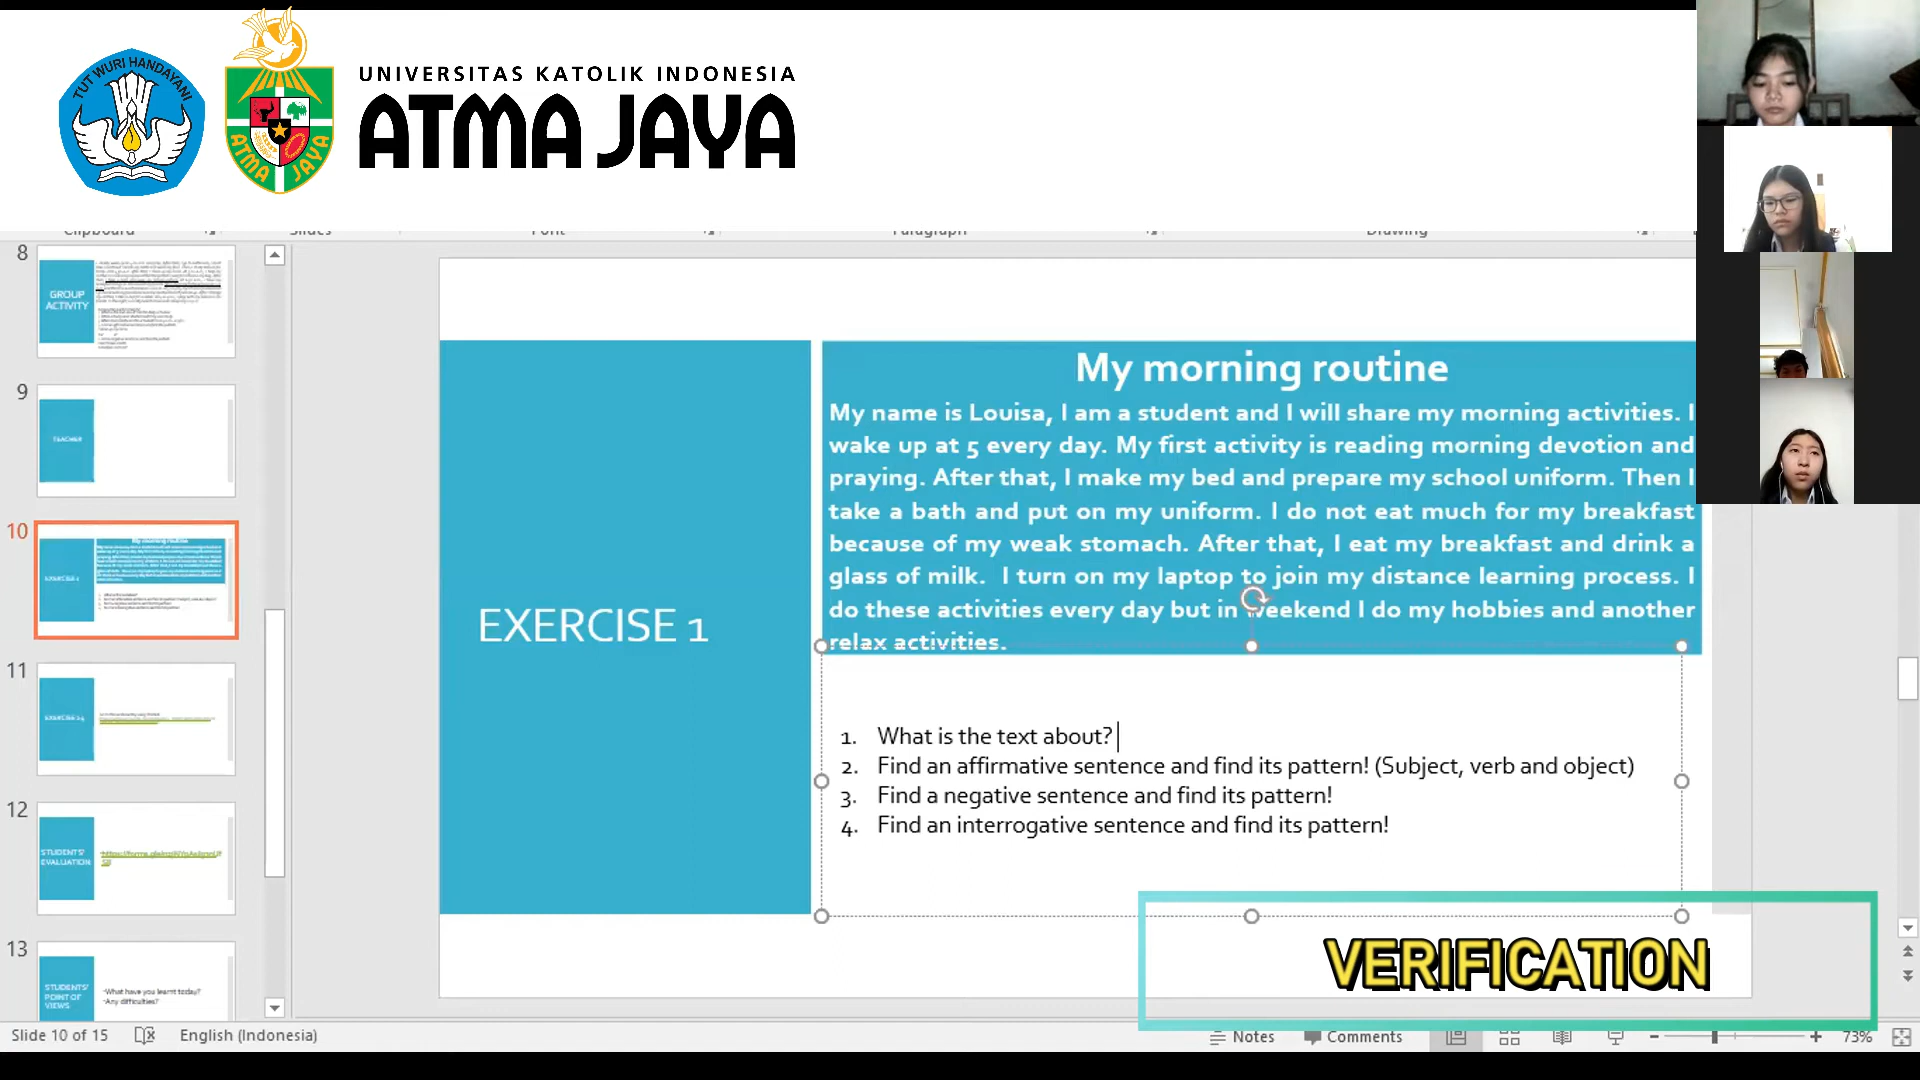 TUT WURI HANDAYANI
ATMA JAYA
UNIVERSITAS KATOLIK INDONESIA
ATMA JAYA
Clipboard
Slides
Font
Paragraph
Drawing
8
GROUP
ACTIVITY
9
TEACHER
10
My morning routine
EXERCISE 1
11
12
STUDENTS'
EVALUATION
13
STUDENTS'
POINT OF
VIEWS
What have you learnt today?
Any difficulties?
EXERCISE 1
My morning routine
My name is Louisa, I am a student and I will share my morning activities. I
wake up at 5 every day. My first activity is reading morning devotion and
praying. After that, I make my bed and prepare my school uniform. Then I
take a bath and put on my uniform. I do not eat much for my breakfast
because of my weak stomach. After that, I eat my breakfast and drink a
glass of milk. I turn on my laptop to join my distance learning process. I
do these activities every day but in weekend I do my hobbies and another
relax activities.
1. What is the text about?
2. Find an affirmative sentence and find its pattern! (Subject, verb and object)
3. Find a negative sentence and find its pattern!
4. Find an interrogative sentence and find its pattern!
VERIFICATION
Slide 10 of 15
English (Indonesia)
Notes
Comments
73%